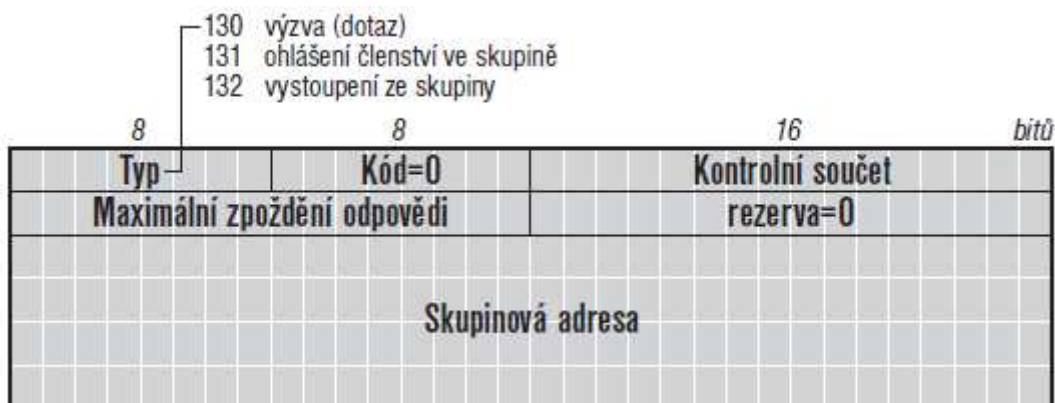 130 výzva (dotaz)
131 ohlášení členství ve skupině
132 vystoupení ze skupiny
8 8 16 bitů
Typ Kód=0 Kontrolní součet
Maximální zpoždění odpovědi rezerva=0
Skupinová adresa